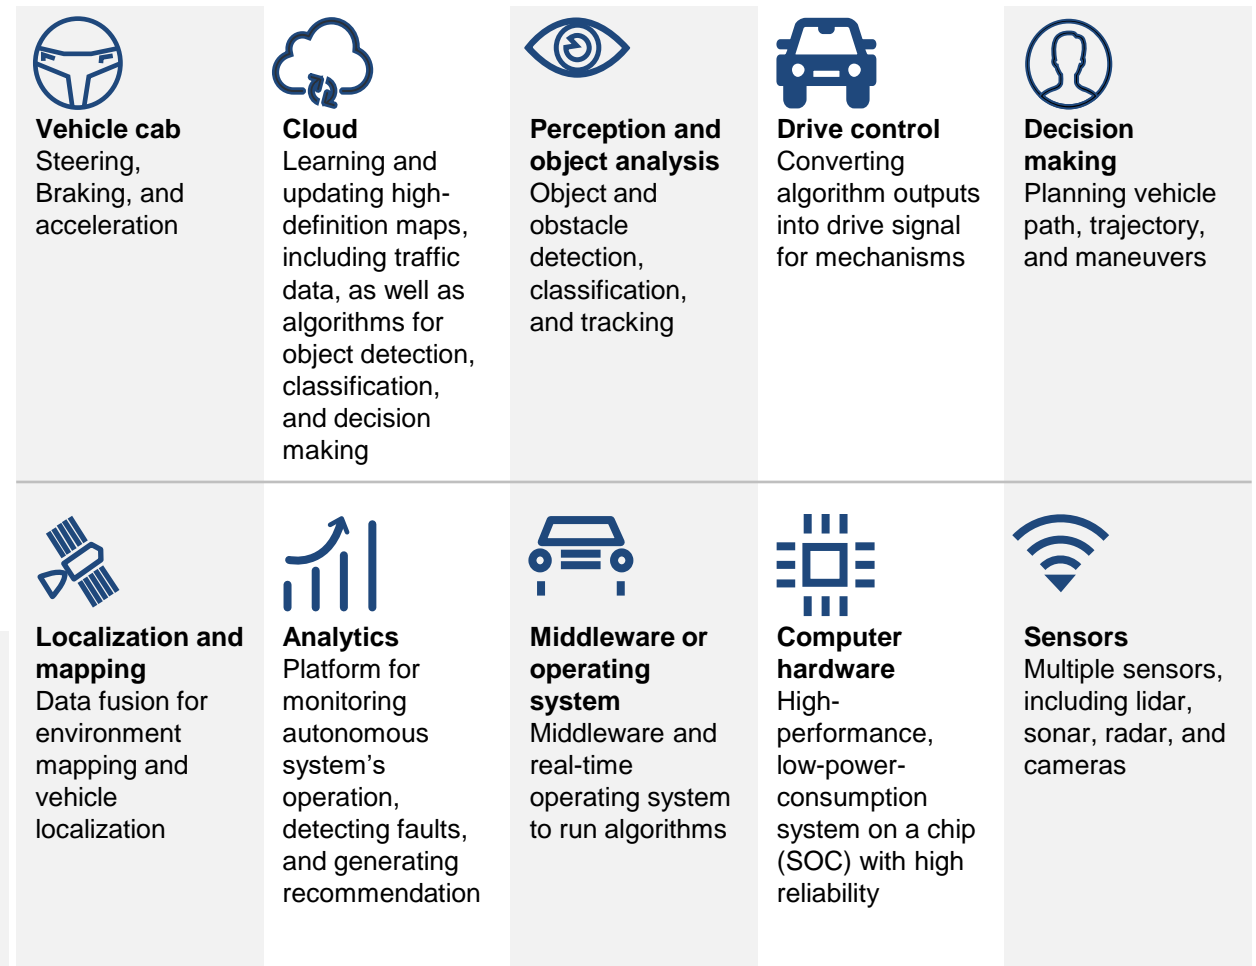 Vehicle cab
Steering,
Braking, and
acceleration
Cloud
Learning and
updating high-
definition maps,
including traffic
data, as well as
algorithms for
object detection,
classification,
and decision
making
Perception and
object analysis
Object and
obstacle
detection,
classification,
and tracking
Drive control
Converting
algorithm outputs
into drive signal
for mechanisms
Decision
making
Planning vehicle
path, trajectory,
and maneuvers
Localization and
mapping
Data fusion for
environment
mapping and
vehicle
localization
Analytics
Platform for
monitoring
autonomous
system’s
operation,
detecting faults,
and generating
recommendation
Middleware or
operating
system
Middleware and
real-time
operating system
to run algorithms
Computer
hardware
High-
performance,
low-power-
consumption
system on a chip
(SOC) with high
reliability
Sensors
Multiple sensors,
including lidar,
sonar, radar, and
cameras